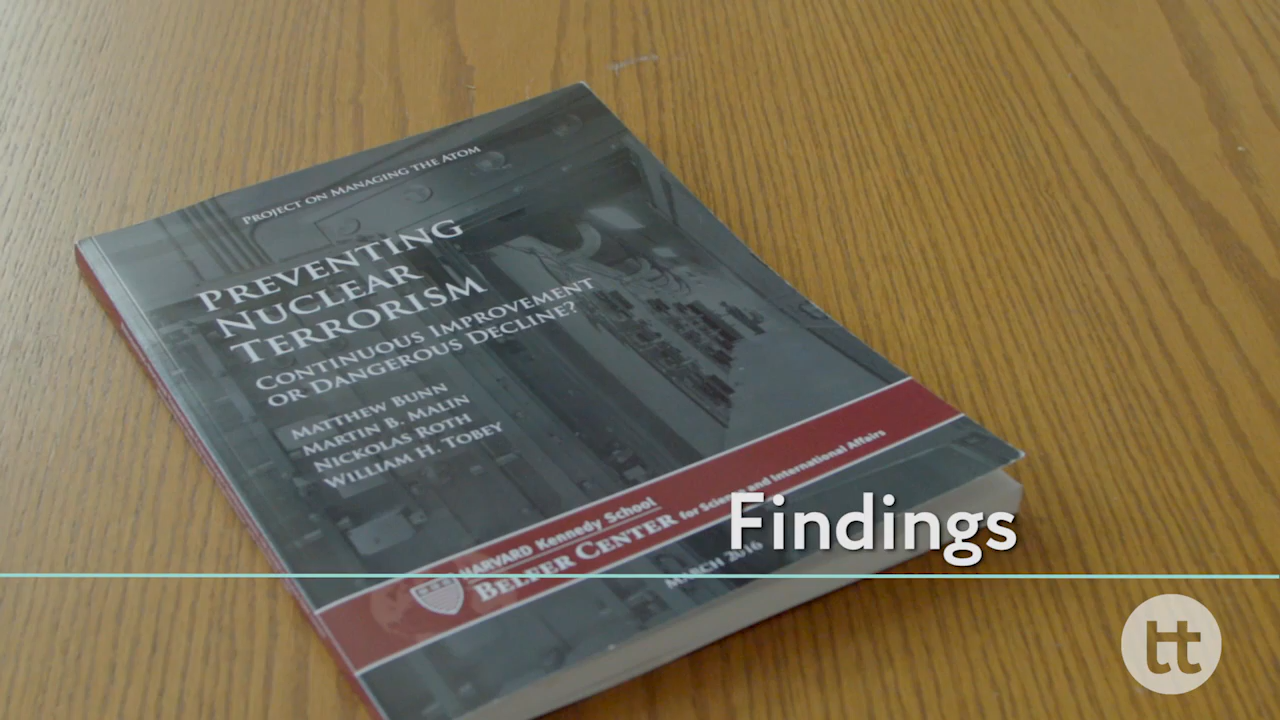 PROJECT ON MANAGING THE ATOM
PREVENTING
NUCLEAR
TERRORISM
CONTINUOUS IMPROVEMENT
OR DANGEROUS DECLINE?
MATTHEW BUNN
MARTIN B. MALIN
NICKOLAS ROTH
WILLIAM H. TOBEY
HARVARD Kennedy School
BELFER CENTER for Science and International Affairs
MARCH 2016
Findings
tt